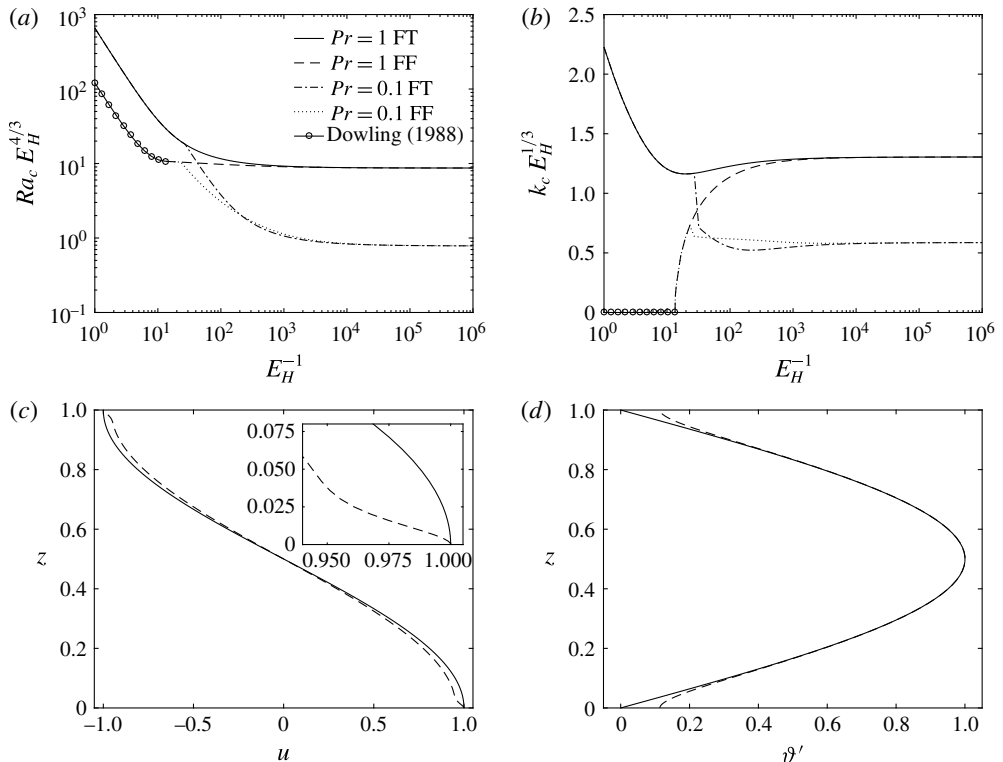 (a)
10^4
10^3
10^2
10^1
10^0
10^{-1}
Ra_c E_H^{4/3}
Pr = 1 FT
Pr = 1 FF
Pr = 0.1 FT
Pr = 0.1 FF
Dowling (1988)
10^0 10^1 10^2 10^3 10^4 10^5 10^6
E_H^{-1}
(b)
2.5
2.0
1.5
1.0
0.5
0
k_c E_H^{1/3}
10^0 10^1 10^2 10^3 10^4 10^5 10^6
E_H^{-1}
(c)
1.0
0.8
0.6
0.4
0.2
0
z
0.075
0.050
0.025
0
0.950 0.975 1.000
−1.0 −0.5 0 0.5 1.0
u
(d)
1.0
0.8
0.6
0.4
0.2
0
z
0 0.2 0.4 0.6 0.8 1.0
ϑ′